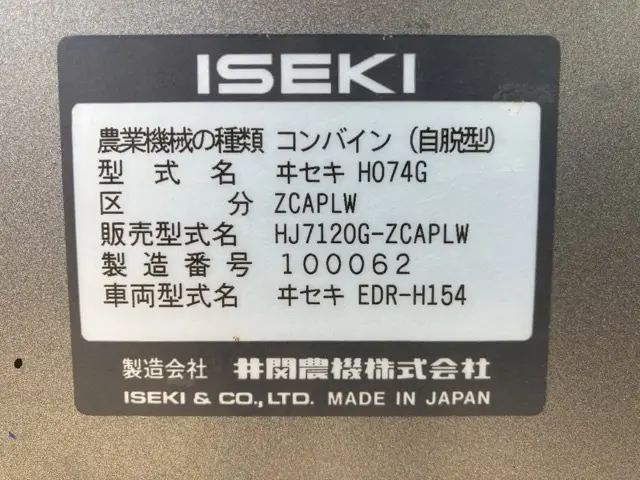 ISEKI
農業機械の種類 コンバイン (自脱型)
型式名 ヰセキ HO74G
区分 ZCAPLW
販売型式名 HJ7120G-ZCAPLW
製造番号 100062
車両型式名 ヰセキ EDR-H154
製造会社 井関農機株式会社
ISEKI & CO., LTD. MADE IN JAPAN